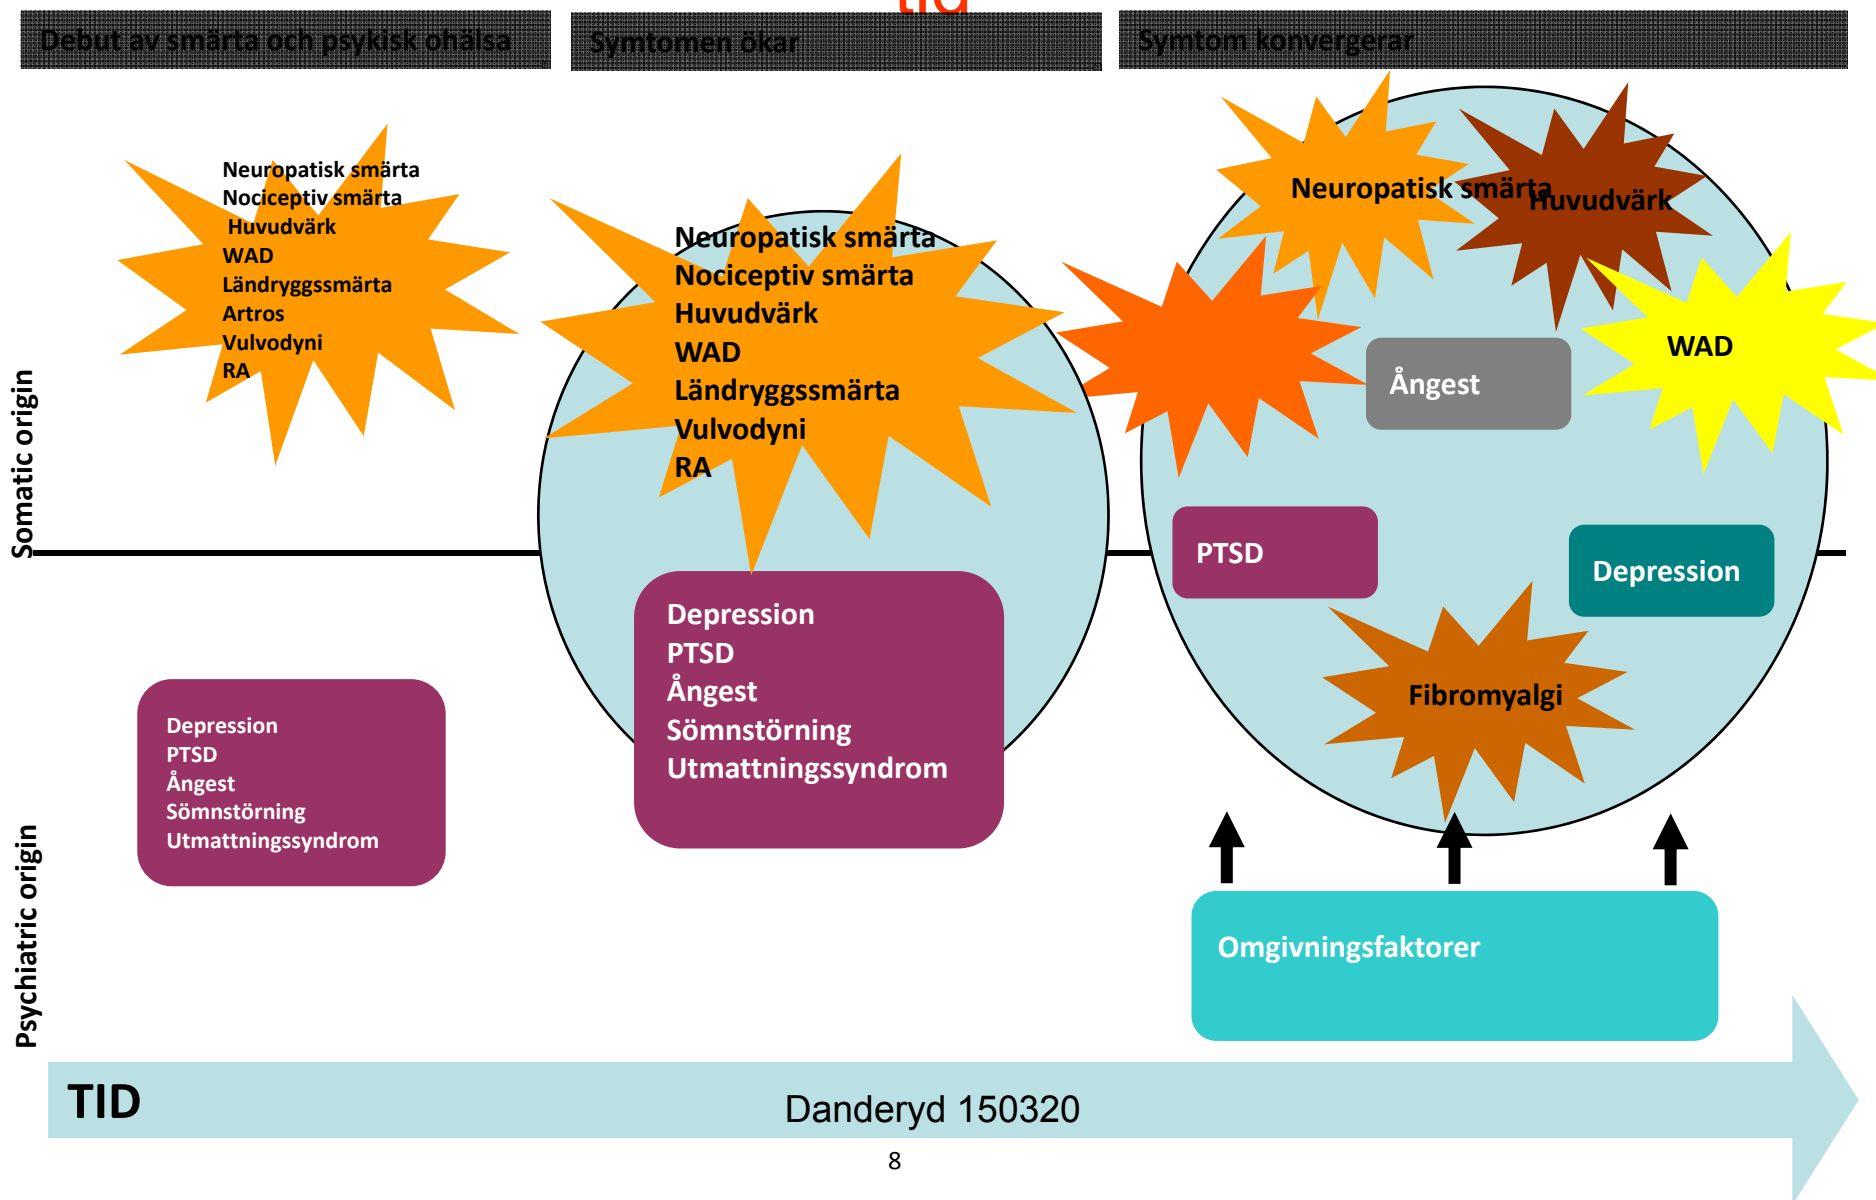 tid
Debut av smärta och psykisk ohälsa
Symtomen ökar
Symtom konvergerar
Somatic origin
Psychiatric origin
Neuropatisk smärta
Nociceptiv smärta
Huvudvärk
WAD
Ländryggssmärta
Artros
Vulvodyni
RA
Depression
PTSD
Ångest
Sömnstörning
Utmattningssyndrom
Neuropatisk smärta
Nociceptiv smärta
Huvudvärk
WAD
Ländryggssmärta
Vulvodyni
RA
Depression
PTSD
Ångest
Sömnstörning
Utmattningssyndrom
Neuropatisk smärta
Huvudvärk
WAD
Ångest
PTSD
Depression
Fibromyalgi
Omgivningsfaktorer
TID
Danderyd 150320
8